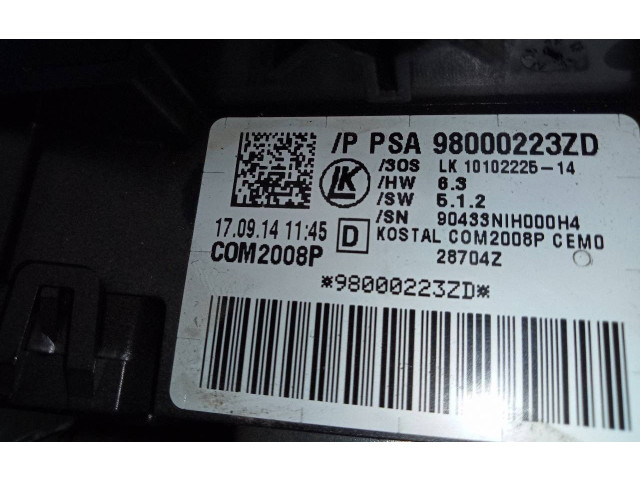 /P PSA 98000223ZD
/SOS LK 10102225-14
LK
/HW 6.3
/SW 5.1.2
/SN 90433NIH000H4
17.09.14 11:45
D
KOSTAL COM2008P CEMO
COM2008P
28704Z
*98000223ZD*